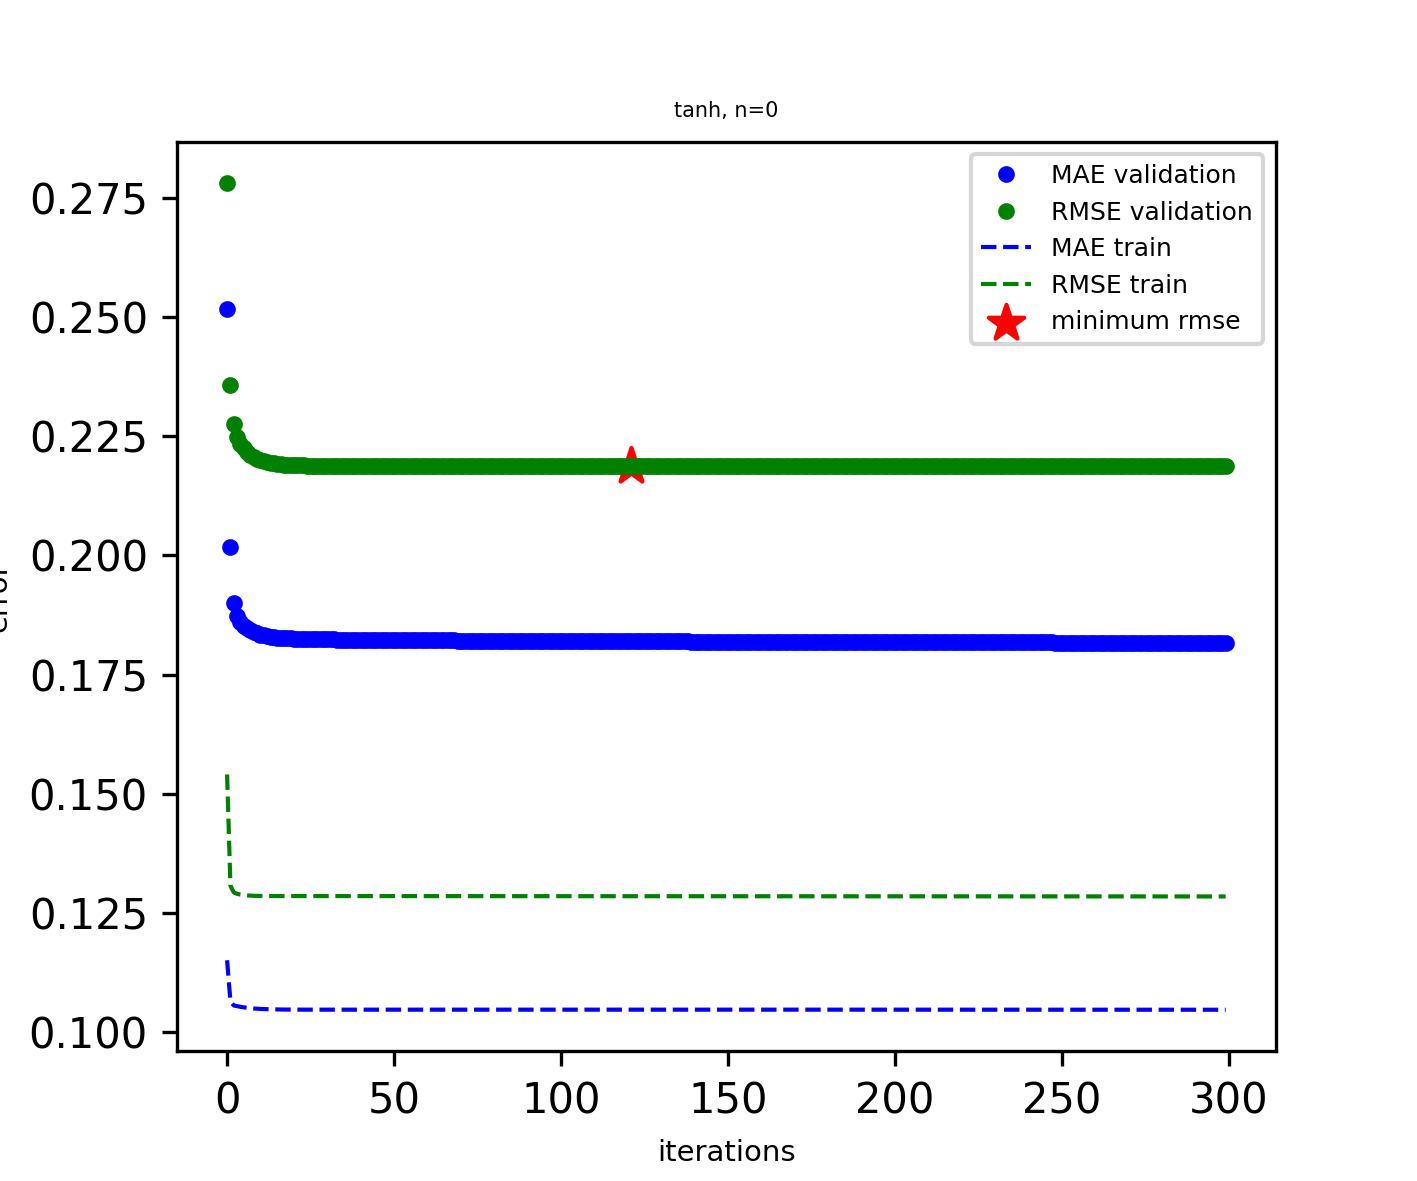 tanh, n=0
0.275
0.250
0.225
0.200
0.175
0.150
0.125
0.100
MAE validation
RMSE validation
MAE train
RMSE train
minimum rmse
0 50 100 150 200 250 300
iterations